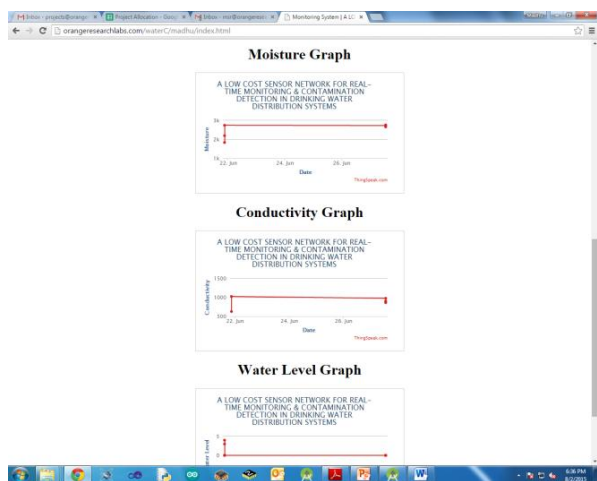 orangeresearchlabs.com/waterC/madhu/index.html
Moisture Graph
A LOW COST SENSOR NETWORK FOR REAL-
TIME MONITORING & CONTAMINATION
DETECTION IN DRINKING WATER
DISTRIBUTION SYSTEMS
Moisture
3k
2k
1k
22. Jun
24. Jun
26. Jun
Date
ThingSpeak.com
Conductivity Graph
A LOW COST SENSOR NETWORK FOR REAL-
TIME MONITORING & CONTAMINATION
DETECTION IN DRINKING WATER
DISTRIBUTION SYSTEMS
Conductivity
1500
1000
500
22. Jun
24. Jun
26. Jun
Date
ThingSpeak.com
Water Level Graph
A LOW COST SENSOR NETWORK FOR REAL-
TIME MONITORING & CONTAMINATION
DETECTION IN DRINKING WATER
DISTRIBUTION SYSTEMS
Level
5
0
6:36 PM
8/2/2015